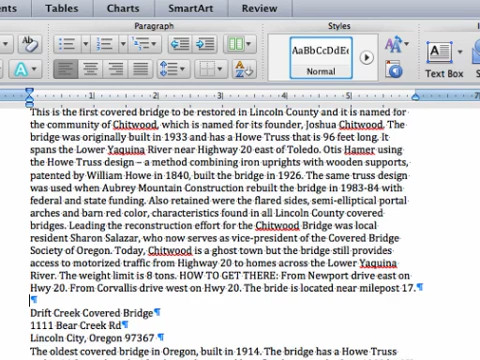 Tables Charts SmartArt Review
Paragraph Styles
AaBbCcDdEe
Normal
Text Box
This is the first covered bridge to be restored in Lincoln County and it is named for
the community of Chitwood, which is named for its founder, Joshua Chitwood. The
bridge was originally built in 1933 and has a Howe Truss that is 96 feet long. It
spans the Lower Yaquina River near Highway 20 east of Toledo. Otis Hamer using
the Howe Truss design – a method combining iron uprights with wooden supports,
patented by William Howe in 1840, built the bridge in 1926. The same truss design
was used when Aubrey Mountain Construction rebuilt the bridge in 1983-84 with
federal and state funding. Also retained were the flared sides, semi-elliptical portal
arches and barn red color, characteristics found in all Lincoln County covered
bridges. Leading the reconstruction effort for the Chitwood Bridge was local
resident Sharon Salazar, who now serves as vice-president of the Covered Bridge
Society of Oregon. Today, Chitwood is a ghost town but the bridge still provides
access to motorized traffic from Highway 20 to homes across the Lower Yaquina
River. The weight limit is 8 tons. HOW TO GET THERE: From Newport drive east on
Hwy 20. From Corvallis drive west on Hwy 20. The bride is located near milepost 17.¶
¶
Drift Creek Covered Bridge¶
1111 Bear Creek Rd¶
Lincoln City, Oregon 97367 ¶
The oldest covered bridge in Oregon, built in 1914. The bridge has a Howe Truss